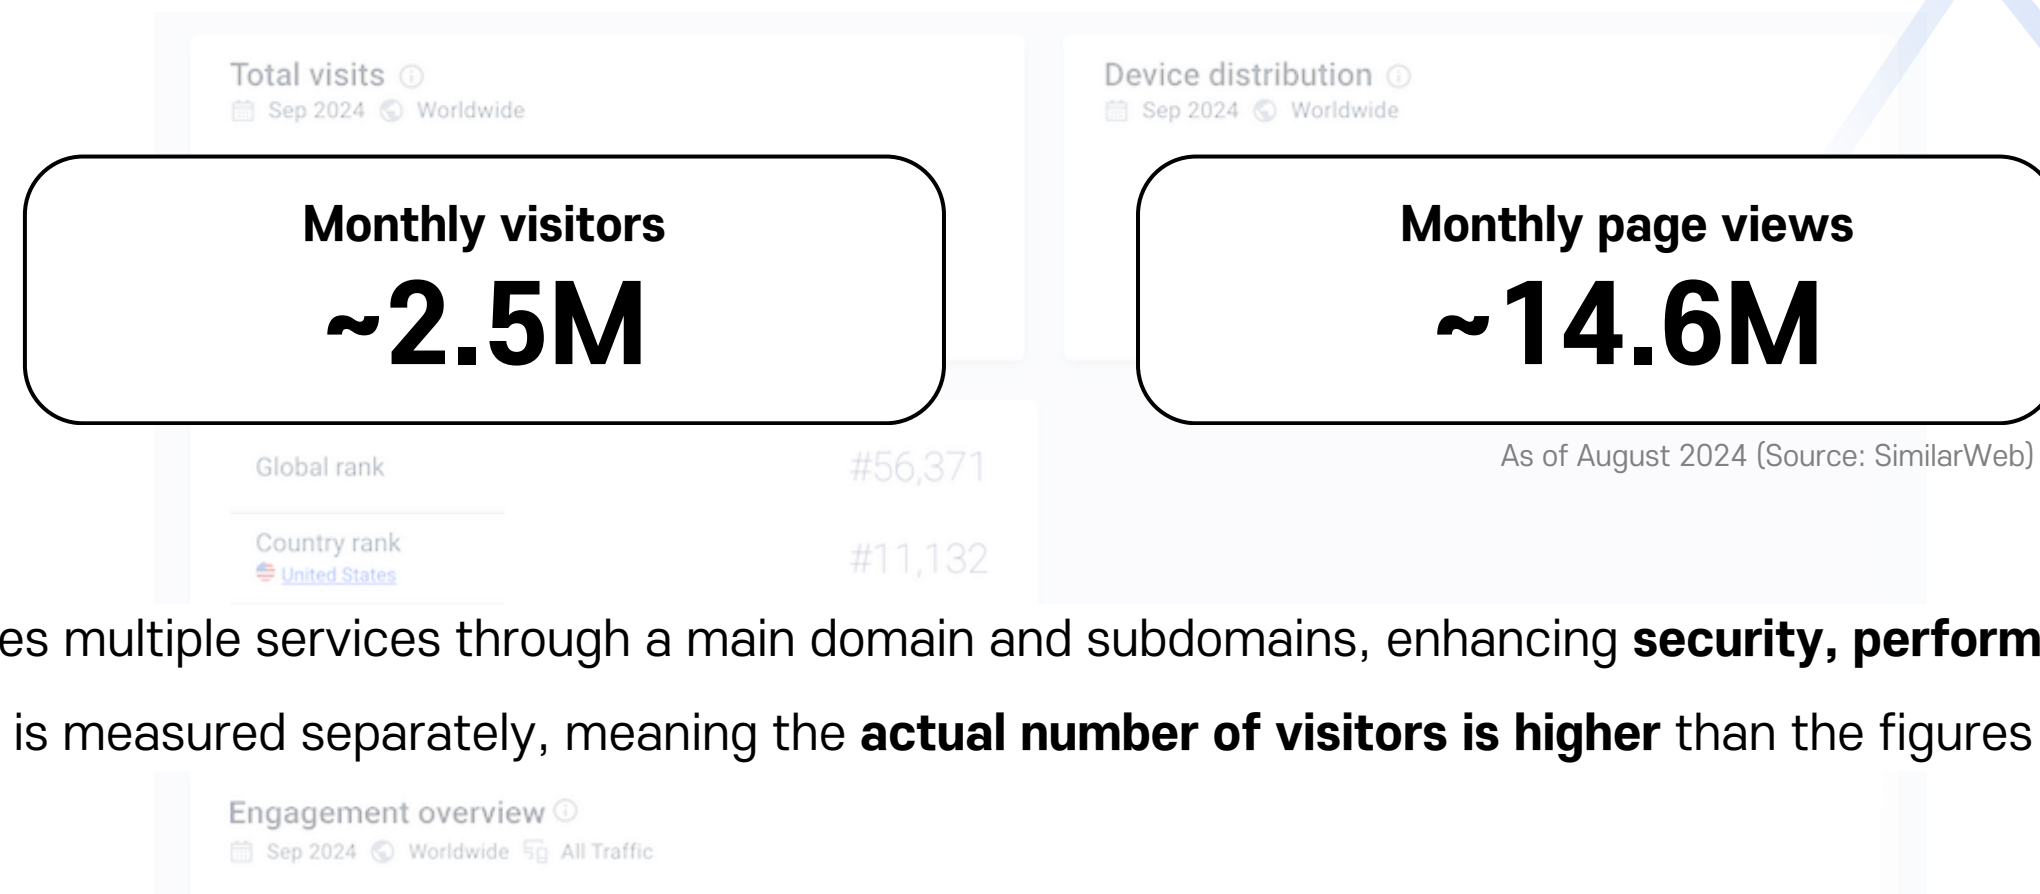 Total visits
Sep 2024 Worldwide
Device distribution
Sep 2024 Worldwide
Monthly visitors
~2.5M
Monthly page views
~14.6M
As of August 2024 (Source: SimilarWeb)
Global rank #56,371
Country rank #11,132
United States
es multiple services through a main domain and subdomains, enhancing security, perform
is measured separately, meaning the actual number of visitors is higher than the figures
Engagement overview
Sep 2024 Worldwide All Traffic